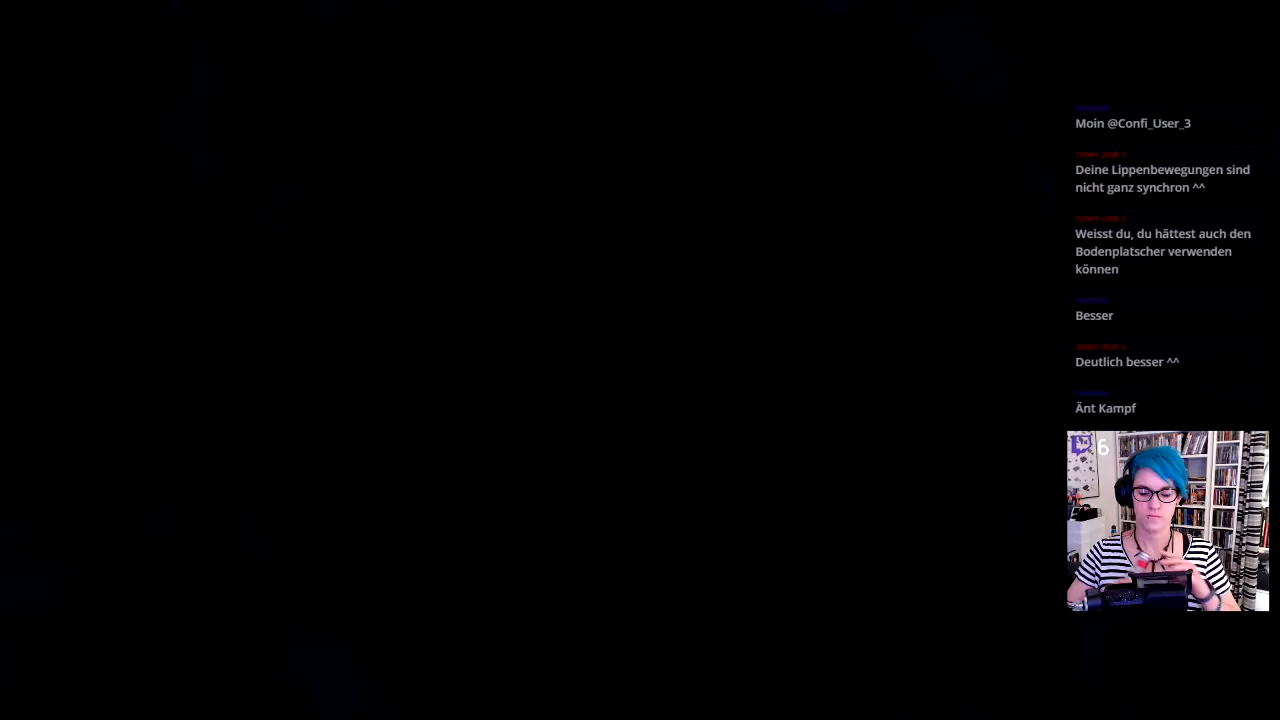 Moin @Confi_User_3
Deine Lippenbewegungen sind
nicht ganz synchron ^^
Weisst du, du hättest auch den
Bodenplatscher verwenden
können
Besser
Deutlich besser ^^
Änt Kampf
6